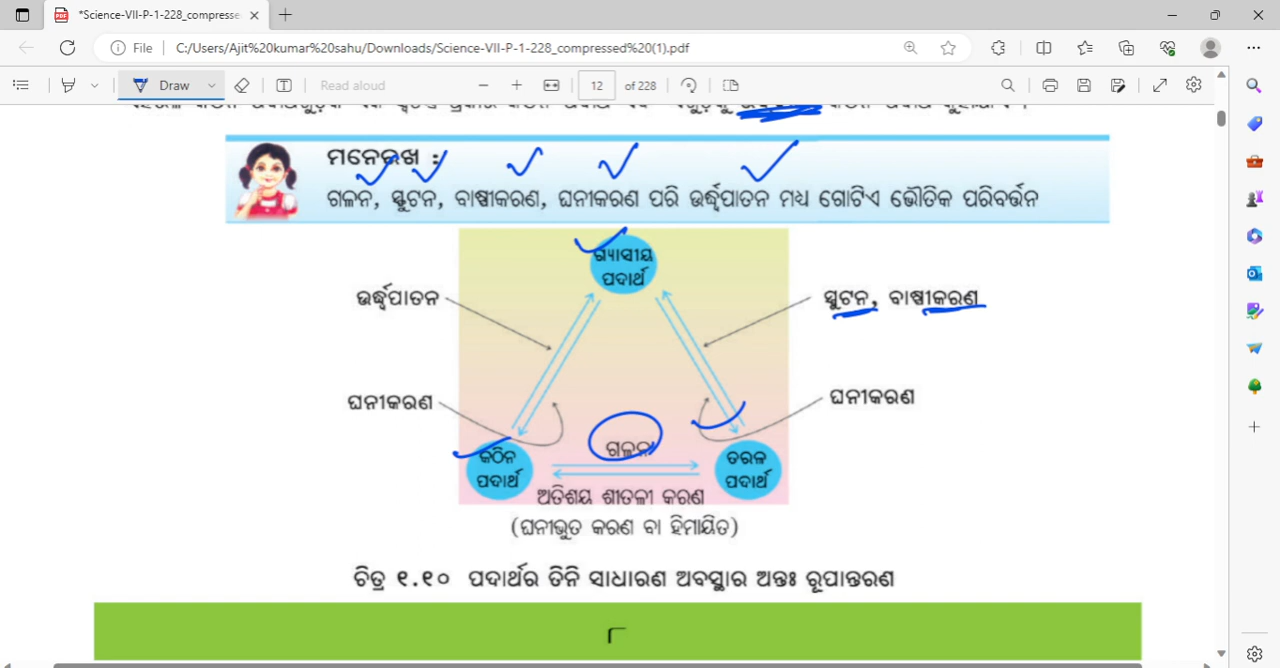 *Science-VII-P-1-228_compresse
File C:/Users/Ajit%20kumar%20sahu/Downloads/Science-VII-P-1-228_compressed%20(1).pdf
Draw Read aloud 12 of 228
ମନେରଖ :
ଗଳନ, ସ୍ଫୁଟନ, ବାଷ୍ପୀକରଣ, ଘନୀକରଣ ପରି ଉର୍ଦ୍ଧ୍ୱପାତନ ମଧ୍ୟ ଗୋଟିଏ ଭୌତିକ ପରିବର୍ତ୍ତନ
ଗ୍ୟାସୀୟ
ପଦାର୍ଥ
ଉର୍ଦ୍ଧ୍ୱପାତନ
ସ୍ଫୁଟନ, ବାଷ୍ପୀକରଣ
ଘନୀକରଣ
ଘନୀକରଣ
ଗଳନ
କଠିନ
ପଦାର୍ଥ
ତରଳ
ପଦାର୍ଥ
ଅତିଶୟ ଶୀତଳୀ କରଣ
(ଘନୀଭୁତ କରଣ ବା ହିମାୟିତ)
ଚିତ୍ର ୧.୧୦ ପଦାର୍ଥର ତିନି ସାଧାରଣ ଅବସ୍ଥାର ଅନ୍ତଃ ରୂପାନ୍ତରଣ
୮